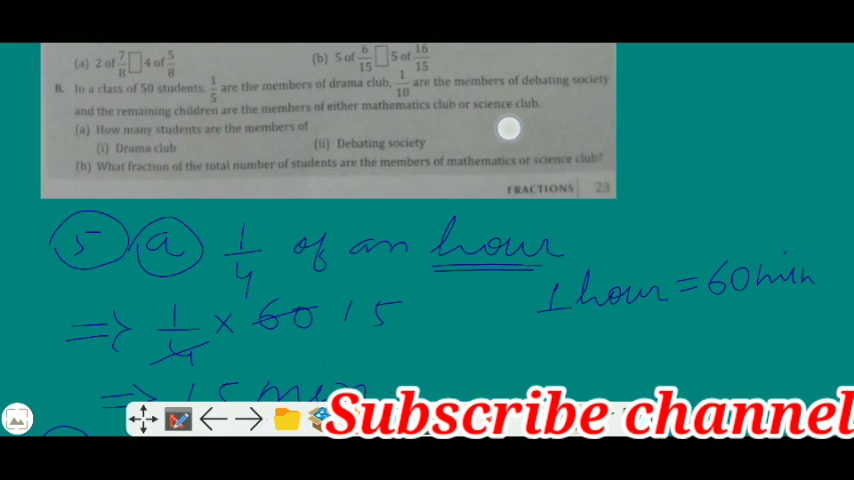 (a) 2 of 7/8 □ 4 of 5/8 (b) 5 of 6/15 □ 5 of 16/15
8. In a class of 50 students, 1/5 are the members of drama club, 1/10 are the members of debating society
and the remaining children are the members of either mathematics club or science club.
(a) How many students are the members of
(i) Drama club (ii) Debating society
(b) What fraction of the total number of students are the members of mathematics or science club?
FRACTIONS 23
5 a 1/4 of an hour
1 hour = 60 min
=> 1/4 × 60 15
=> 15 min
Subscribe channel